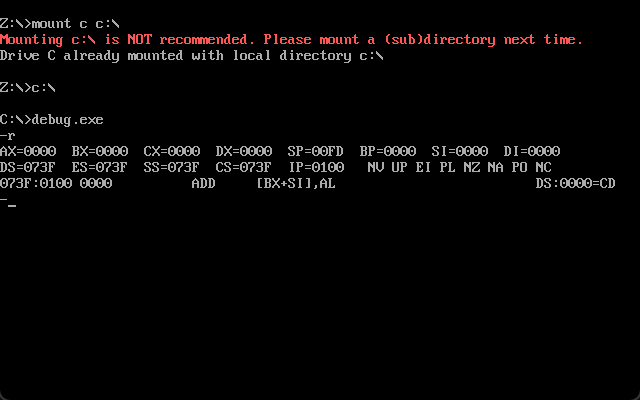 Z:\>mount c c:\
Mounting c:\ is NOT recommended. Please mount a (sub)directory next time.
Drive C already mounted with local directory c:\
Z:\>c:\
C:\>debug.exe
-r
AX=0000  BX=0000  CX=0000  DX=0000  SP=00FD  BP=0000  SI=0000  DI=0000
DS=073F  ES=073F  SS=073F  CS=073F  IP=0100   NV UP EI PL NZ NA PO NC
073F:0100 0000          ADD     [BX+SI],AL                         DS:0000=CD
-_